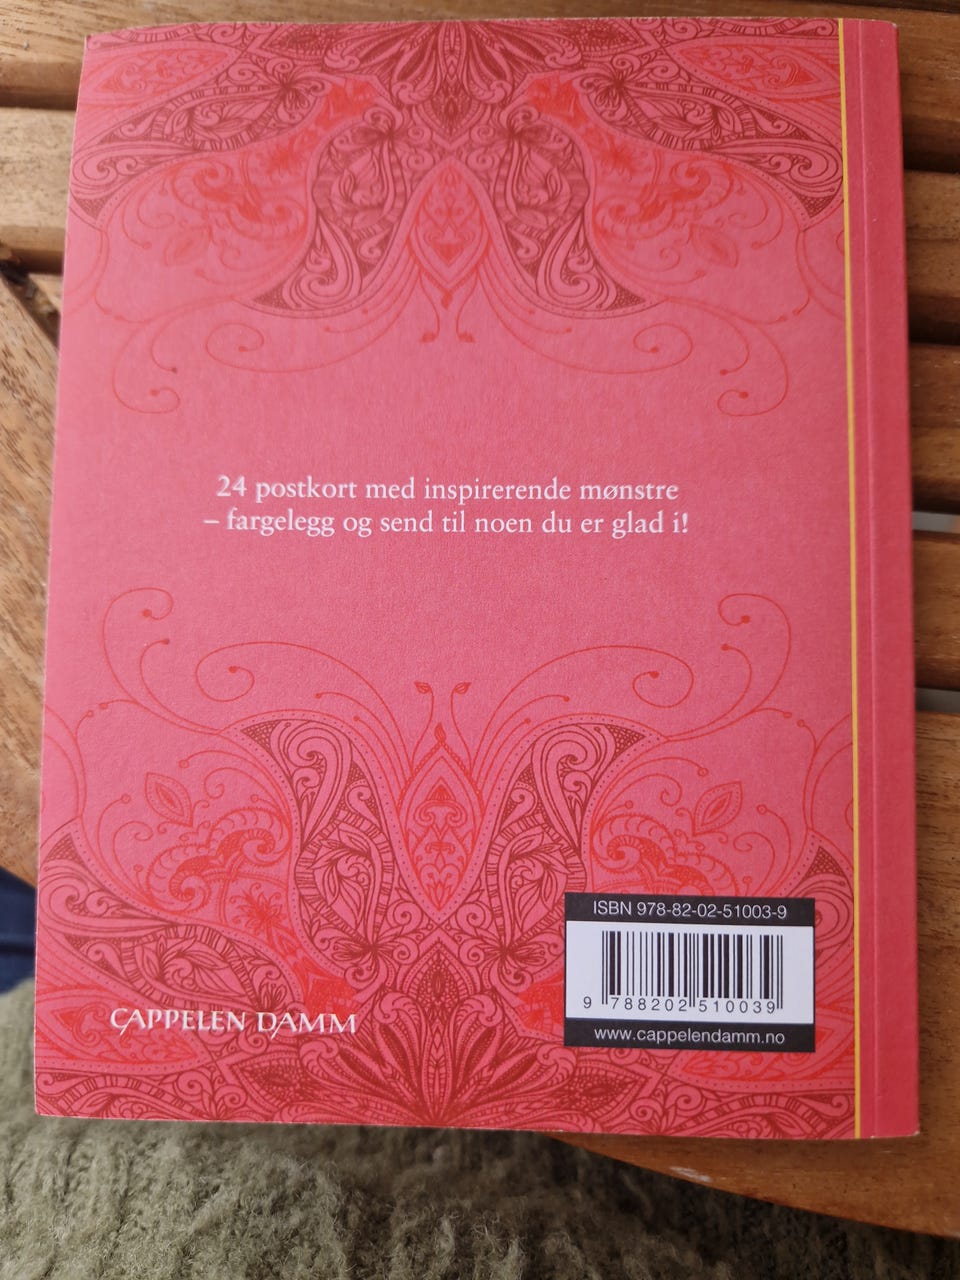 24 postkort med inspirerende mønstre
– fargelegg og send til noen du er glad i!
CAPPELEN DAMM
ISBN 978-82-02-51003-9
9 788202 510039
www.cappelendamm.no